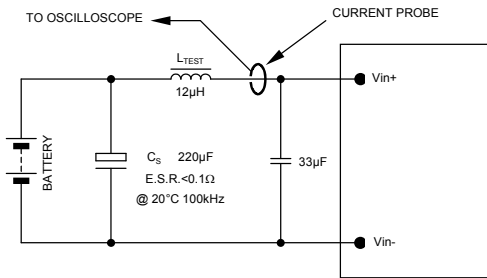 TO OSCILLOSCOPE
CURRENT PROBE
LTEST
12µH
Vin+
BATTERY
CS 220µF
E.S.R.<0.1Ω
@ 20°C 100kHz
33µF
Vin-